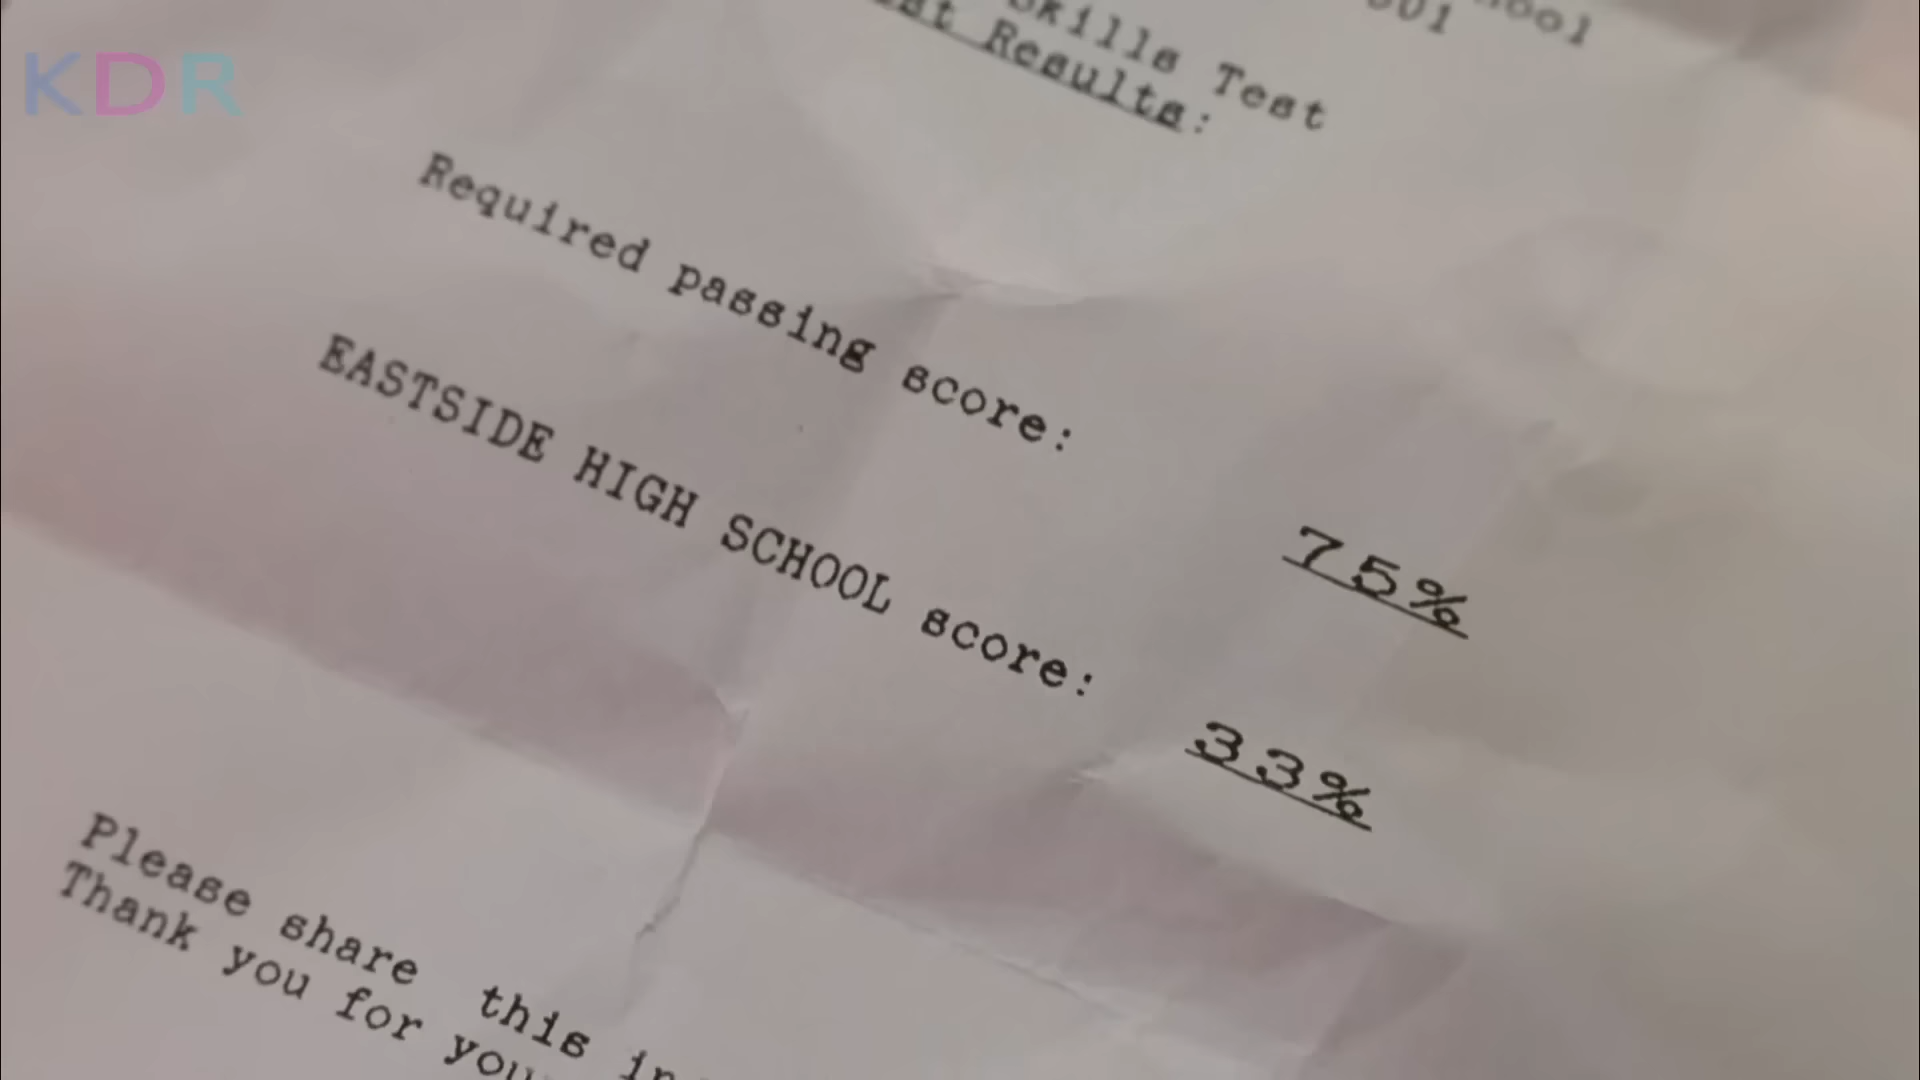 KDR
Skills Test
Results:
Required passing score:
75%
EASTSIDE HIGH SCHOOL score:
33%
Please share this
Thank you for